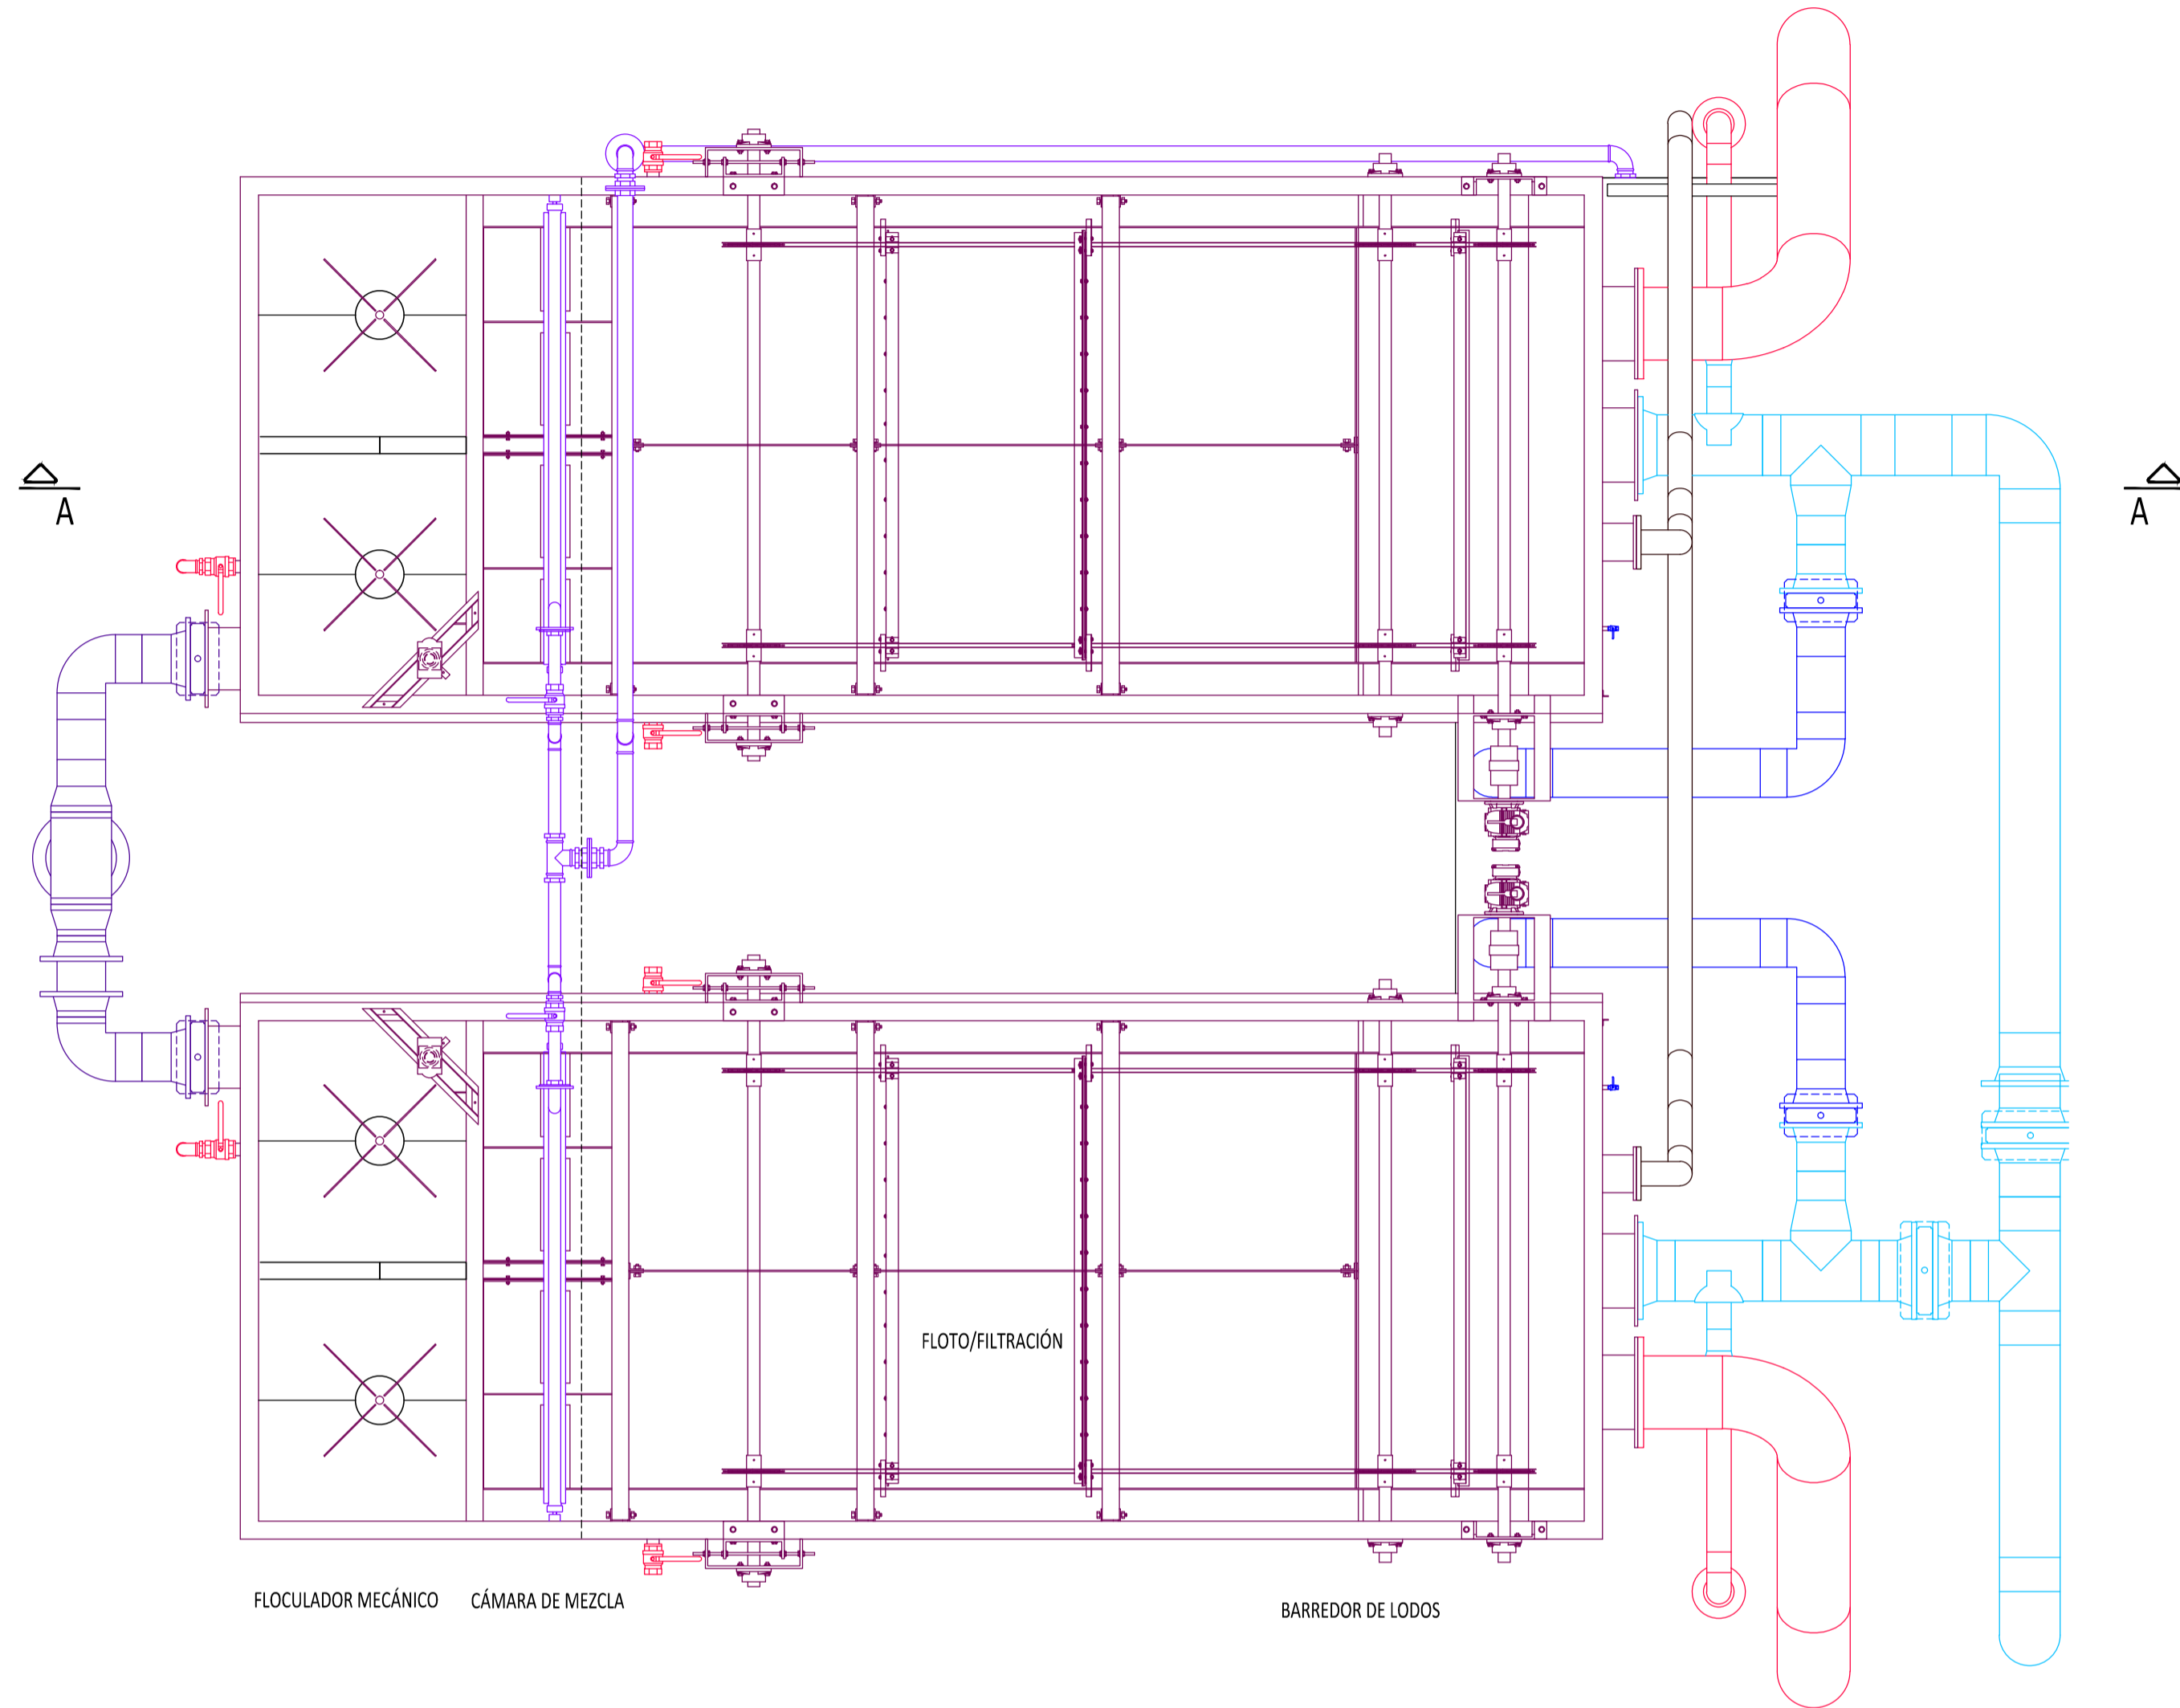 A
A
FLOTO/FILTRACIÓN
FLOCULADOR MECÁNICO
CÁMARA DE MEZCLA
BARREDOR DE LODOS